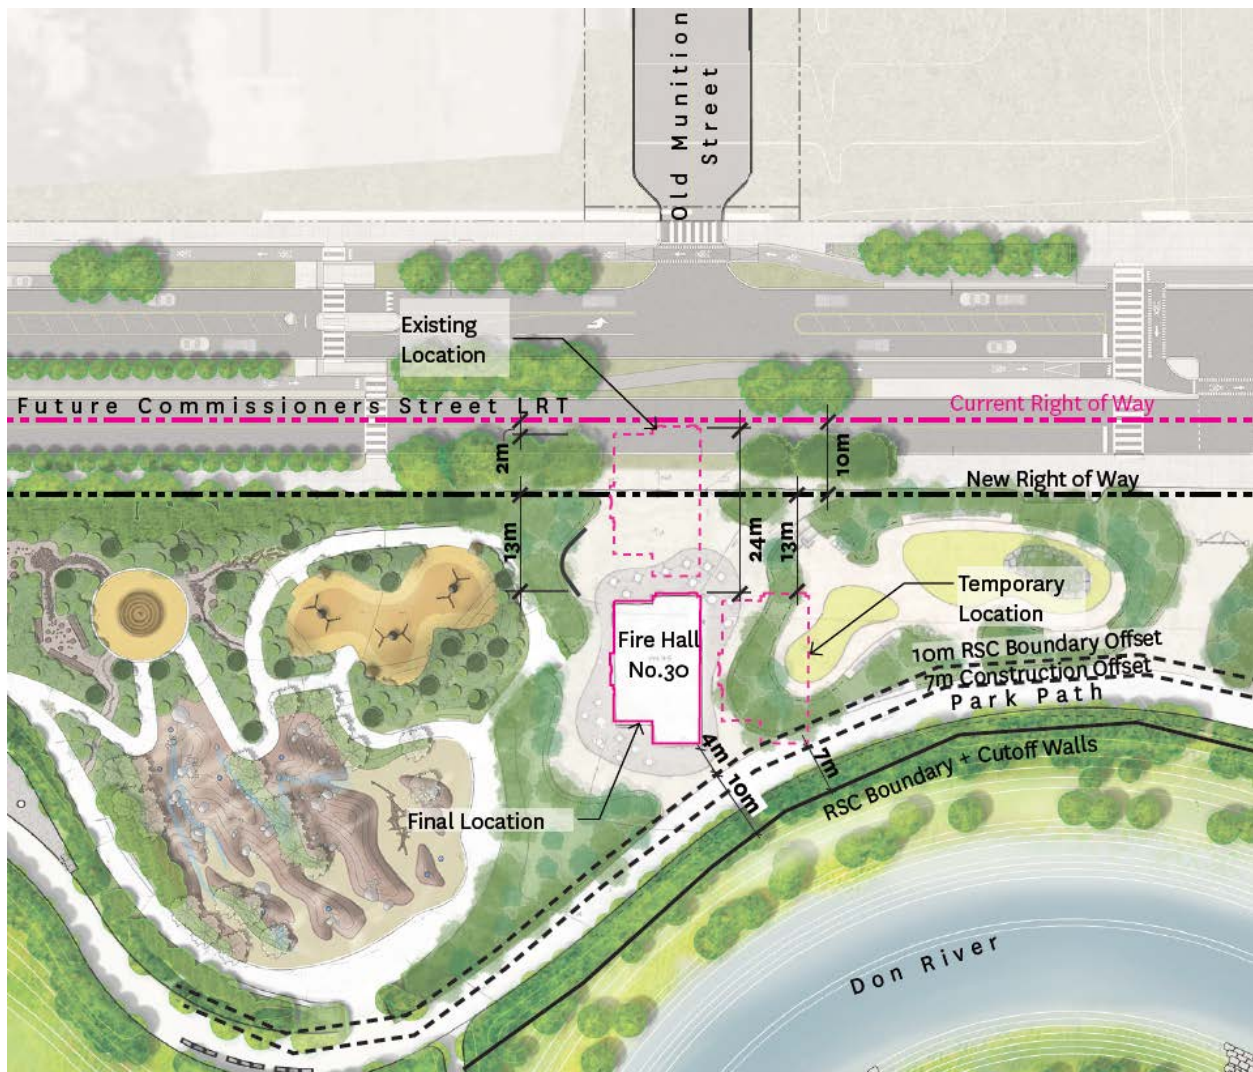 Old Munition
Street
Existing
Location
Future Commissioners Street LRT
Current Right of Way
2m
10m
New Right of Way
13m
24m
13m
Temporary
Location
Fire Hall
No.30
10m RSC Boundary Offset
7m Construction Offset
Park Path
4m
10m
7m
RSC Boundary + Cutoff Walls
Final Location
Don River